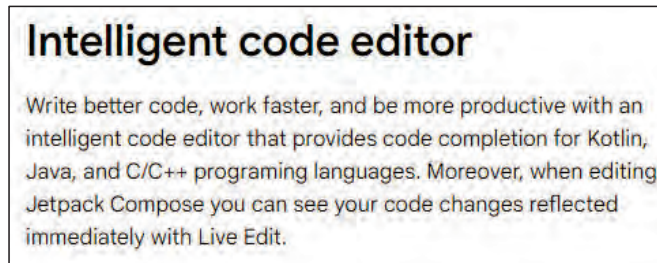 Intelligent code editor
Write better code, work faster, and be more productive with an
intelligent code editor that provides code completion for Kotlin,
Java, and C/C++ programing languages. Moreover, when editing
Jetpack Compose you can see your code changes reflected
immediately with Live Edit.